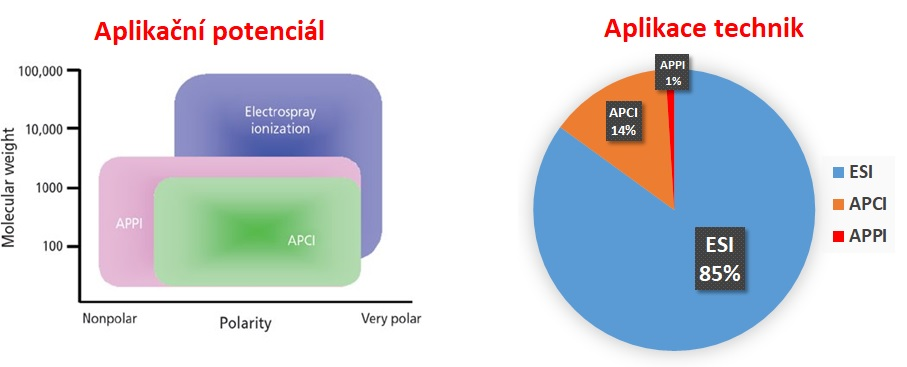 Aplikační potenciál
100,000
10,000
1000
100
Molecular weight
Electrospray
ionization
APPI
APCI
Nonpolar
Polarity
Very polar
Aplikace technik
APPI
1%
APCI
14%
ESI
85%
ESI
APCI
APPI